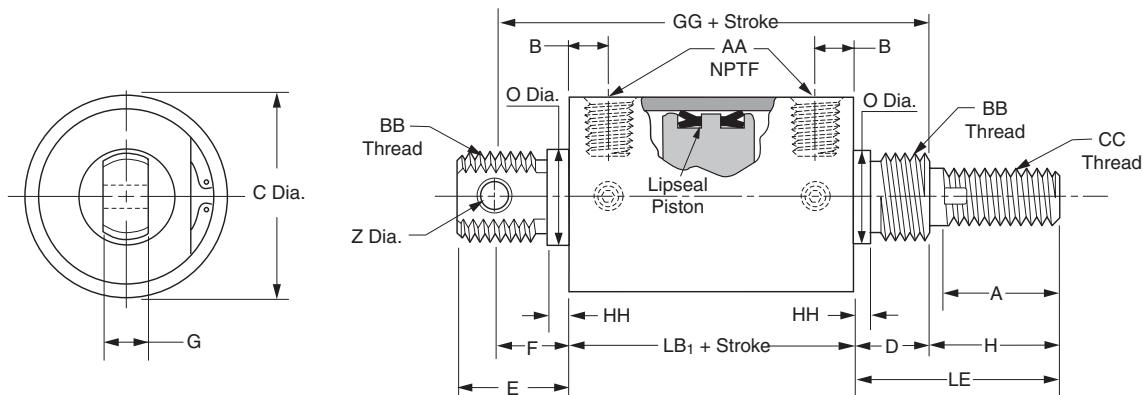 GG + Stroke
B
AA
NPTF
B
O Dia.
O Dia.
BB
Thread
BB
Thread
CC
Thread
C Dia.
Lipseal
Piston
Z Dia.
A
HH
HH
G
F
LB₁ + Stroke
D
H
E
LE